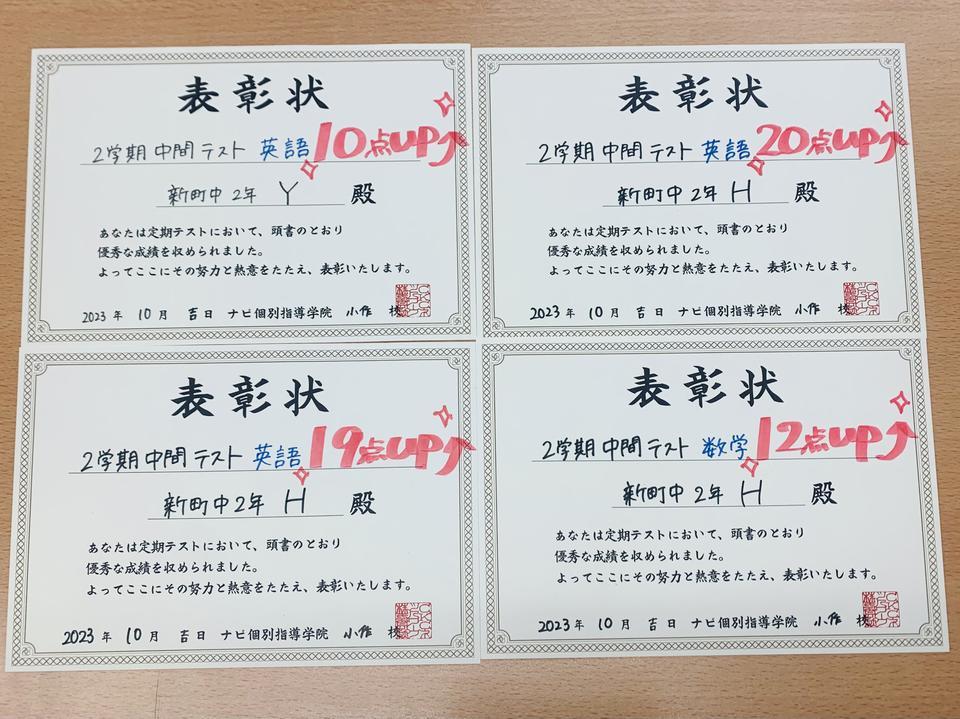 表彰状
2学期 中間 テスト 英語 10点UP
新町中 2年 Y 殿
あなたは定期テストにおいて、頭書のとおり
優秀な成績を収められました。
よってここにその努力と熱意をたたえ、表彰いたします。
2023 年 10 月 吉 日 ナビ個別指導学院 小作 校
表彰状
2学期 中間 テスト 英語 20点UP
新町中 2年 H 殿
あなたは定期テストにおいて、頭書のとおり
優秀な成績を収められました。
よってここにその努力と熱意をたたえ、表彰いたします。
2023 年 10 月 吉 日 ナビ個別指導学院 小作 校
表彰状
2学期 中間 テスト 英語 19点UP
新町中 2年 H 殿
あなたは定期テストにおいて、頭書のとおり
優秀な成績を収められました。
よってここにその努力と熱意をたたえ、表彰いたします。
2023 年 10 月 吉 日 ナビ個別指導学院 小作 校
表彰状
2学期 中間 テスト 数学 12点UP
新町中 2年 H 殿
あなたは定期テストにおいて、頭書のとおり
優秀な成績を収められました。
よってここにその努力と熱意をたたえ、表彰いたします。
2023 年 10 月 吉 日 ナビ個別指導学院 小作 校